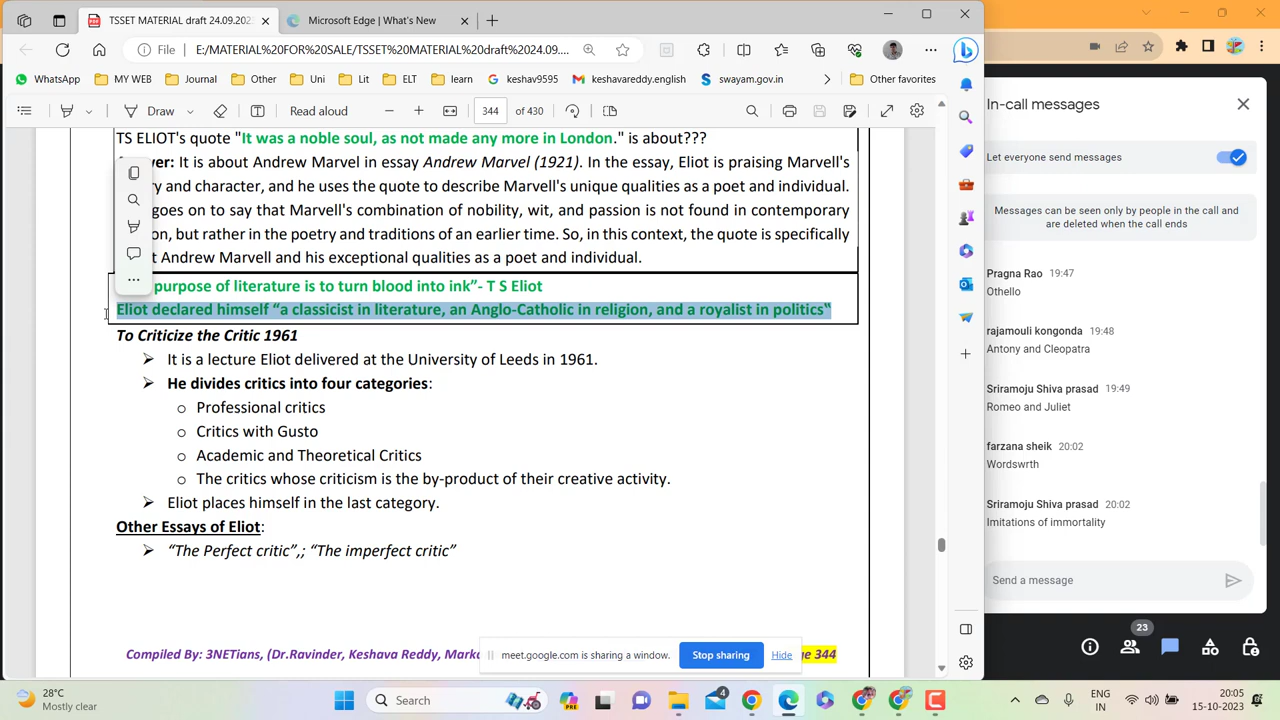 TSSET MATERIAL draft 24.09.202
Microsoft Edge | What's New
File
E:/MATERIAL%20FOR%20SALE/TSSET%20MATERIAL%20draft%2024.09....
WhatsApp
MY WEB
Journal
Other
Uni
Lit
ELT
learn
keshav9595
keshavareddy.english
swayam.gov.in
Other favorites
Draw
Read aloud
344
of 430
TS ELIOT's quote "It was a noble soul, as not made any more in London." is about???
It is about Andrew Marvel in essay Andrew Marvel (1921). In the essay, Eliot is praising Marvell's
and character, and he uses the quote to describe Marvell's unique qualities as a poet and individual.
goes on to say that Marvell's combination of nobility, wit, and passion is not found in contemporary
but rather in the poetry and traditions of an earlier time. So, in this context, the quote is specifically
Andrew Marvell and his exceptional qualities as a poet and individual.
purpose of literature is to turn blood into ink”- T S Eliot
Eliot declared himself “a classicist in literature, an Anglo-Catholic in religion, and a royalist in politics‟
To Criticize the Critic 1961
➢ It is a lecture Eliot delivered at the University of Leeds in 1961.
➢ He divides critics into four categories:
o Professional critics
o Critics with Gusto
o Academic and Theoretical Critics
o The critics whose criticism is the by-product of their creative activity.
➢ Eliot places himself in the last category.
Other Essays of Eliot:
➢ “The Perfect critic”,; “The imperfect critic”
Compiled By: 3NETians, (Dr.Ravinder, Keshava Reddy,
344
meet.google.com is sharing a window.
Stop sharing
Hide
In-call messages
Let everyone send messages
Messages can be seen only by people in the call and
are deleted when the call ends
Pragna Rao 19:47
Othello
rajamouli kongonda 19:48
Antony and Cleopatra
Sriramoju Shiva prasad 19:49
Romeo and Juliet
farzana sheik 20:02
Wordswrth
Sriramoju Shiva prasad 20:02
Imitations of immortality
Send a message
23
28°C
Mostly clear
Search
PRE
4
ENG
IN
20:05
15-10-2023